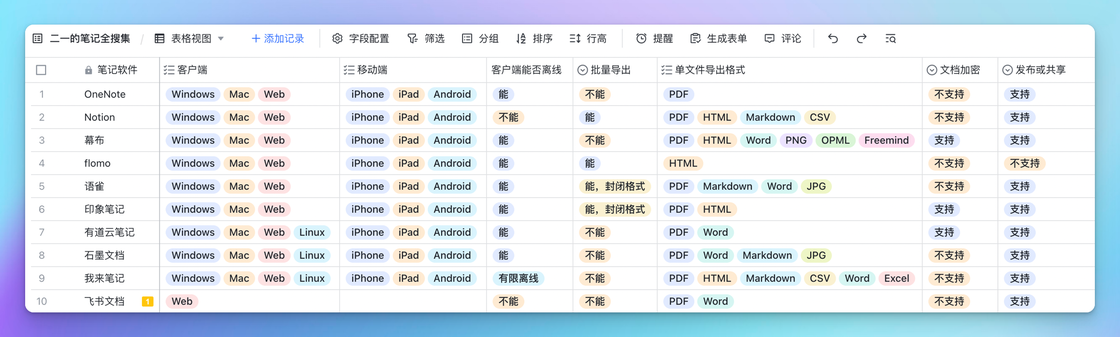 二一的笔记全搜集 / 表格视图 + 添加记录 字段配置 筛选 分组 排序 行高 提醒 生成表单 评论
笔记软件 客户端 移动端 客户端能否离线 批量导出 单文件导出格式 文档加密 发布或共享
1 OneNote Windows Mac Web iPhone iPad Android 能 不能 PDF 不支持 支持
2 Notion Windows Mac Web iPhone iPad Android 不能 能 PDF HTML Markdown CSV 不支持 支持
3 幕布 Windows Mac Web iPhone iPad Android 能 不能 PDF HTML Word PNG OPML Freemind 支持 支持
4 flomo Windows Mac Web iPhone iPad Android 能 能 HTML 不支持 不支持
5 语雀 Windows Mac Web iPhone iPad Android 能 能，封闭格式 PDF Markdown Word JPG 不支持 支持
6 印象笔记 Windows Mac Web iPhone iPad Android 能 能，封闭格式 PDF HTML 支持 支持
7 有道云笔记 Windows Mac Web Linux iPhone iPad Android 能 不能 PDF Word 支持 支持
8 石墨文档 Windows Mac Web Linux iPhone iPad Android 能 不能 PDF Word Markdown JPG 不支持 支持
9 我来笔记 Windows Mac Web Linux iPhone iPad Android 有限离线 不能 PDF HTML Markdown CSV Word Excel 不支持 支持
10 飞书文档 1 Web 不能 不能 PDF Word 不支持 支持